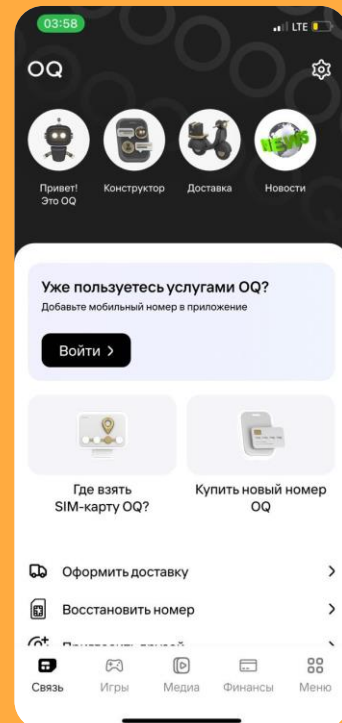 03:58
LTE
OQ
Привет!
Это OQ
Конструктор
Доставка
NEWS
Новости
Уже пользуетесь услугами OQ?
Добавьте мобильный номер в приложение
Войти >
Где взять
SIM-карту OQ?
Купить новый номер
OQ
Оформить доставку
Восстановить номер
Связь
Игры
Медиа
Финансы
Меню